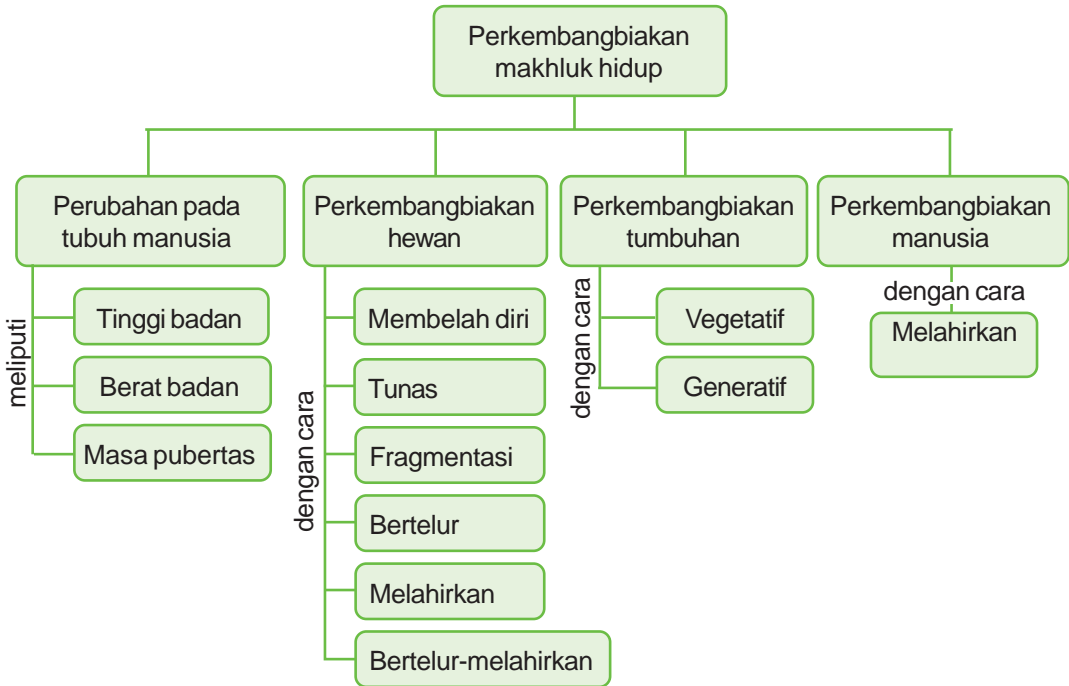 Perkembangbiakan
makhluk hidup
Perubahan pada
tubuh manusia
meliputi
Tinggi badan
Berat badan
Masa pubertas
Perkembangbiakan
hewan
dengan cara
Membelah diri
Tunas
Fragmentasi
Bertelur
Melahirkan
Bertelur-melahirkan
Perkembangbiakan
tumbuhan
dengan cara
Vegetatif
Generatif
Perkembangbiakan
manusia
dengan cara
Melahirkan